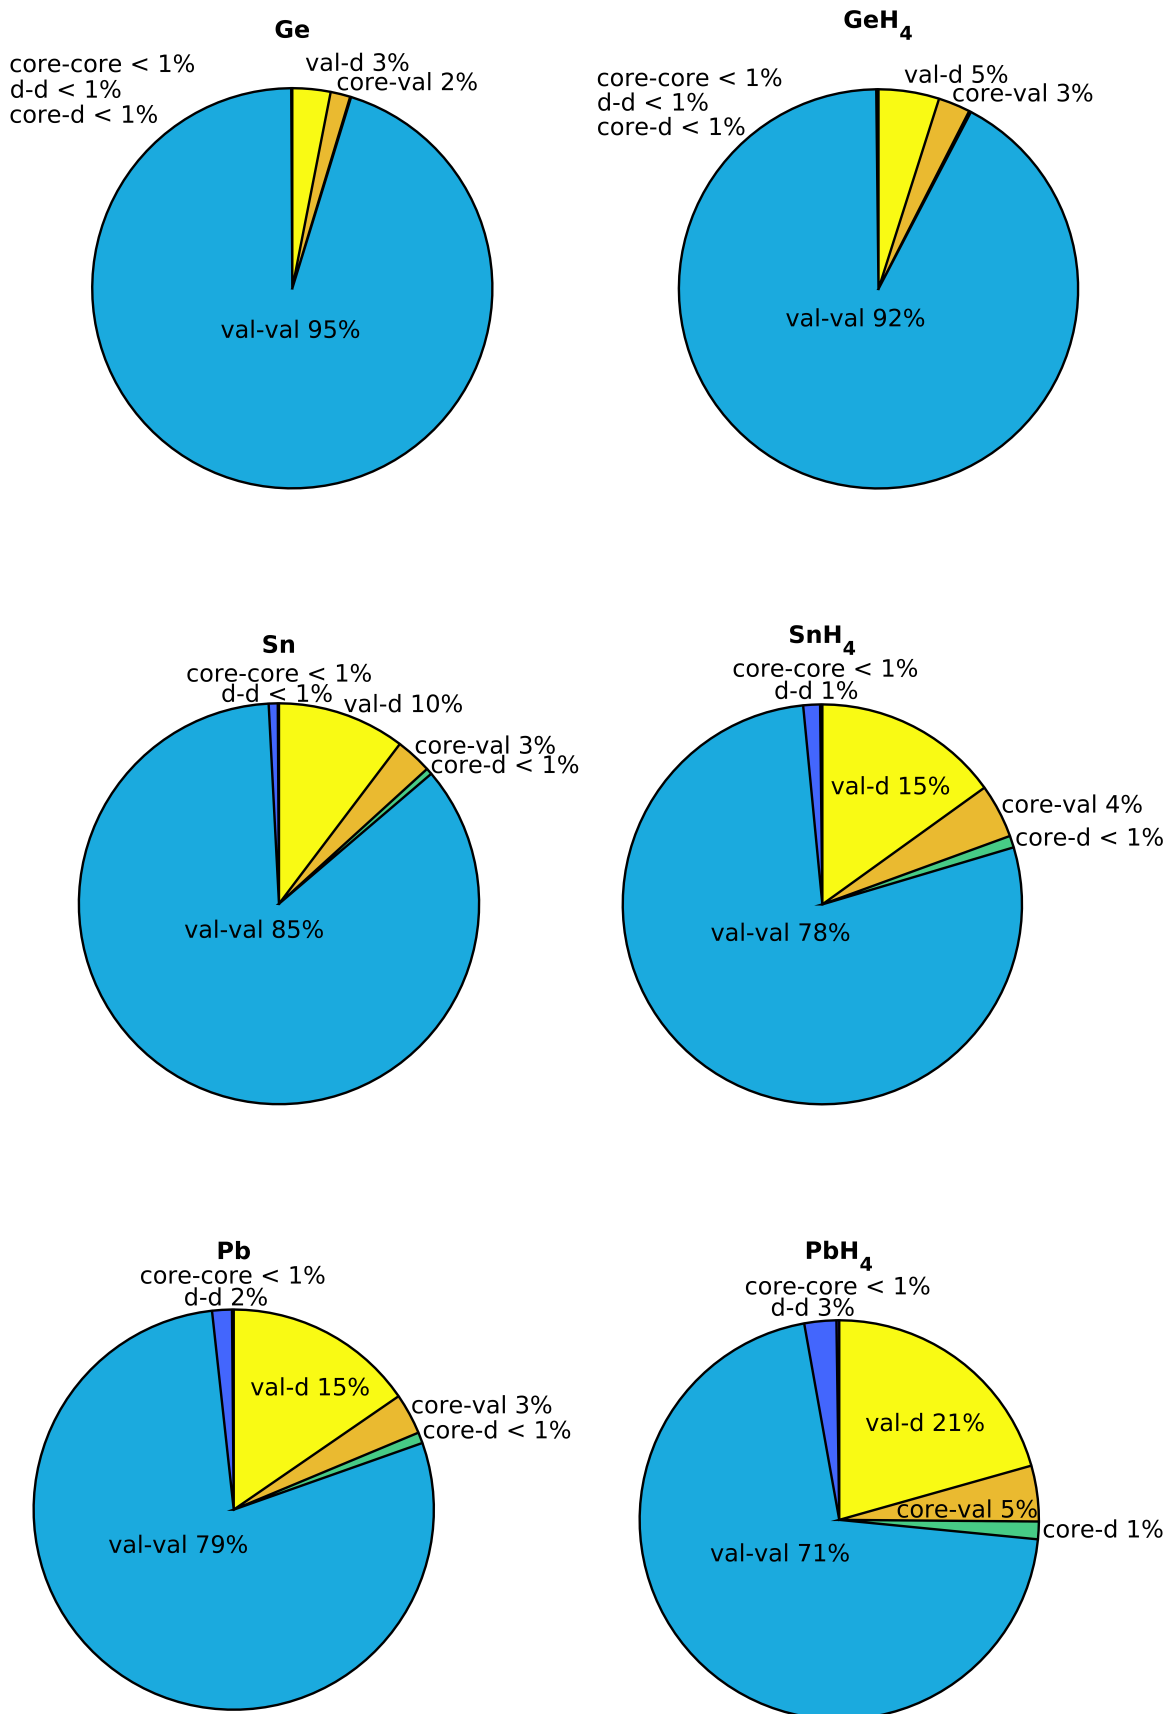 Ge
core-core < 1%
d-d < 1%
core-d < 1%
val-d 3%
core-val 2%
val-val 95%
GeH4
core-core < 1%
d-d < 1%
core-d < 1%
val-d 5%
core-val 3%
val-val 92%
Sn
core-core < 1%
d-d < 1%
val-d 10%
core-val 3%
core-d < 1%
val-val 85%
SnH4
core-core < 1%
d-d 1%
val-d 15%
core-val 4%
core-d < 1%
val-val 78%
Pb
core-core < 1%
d-d 2%
val-d 15%
core-val 3%
core-d < 1%
val-val 79%
PbH4
core-core < 1%
d-d 3%
val-d 21%
core-val 5%
core-d 1%
val-val 71%